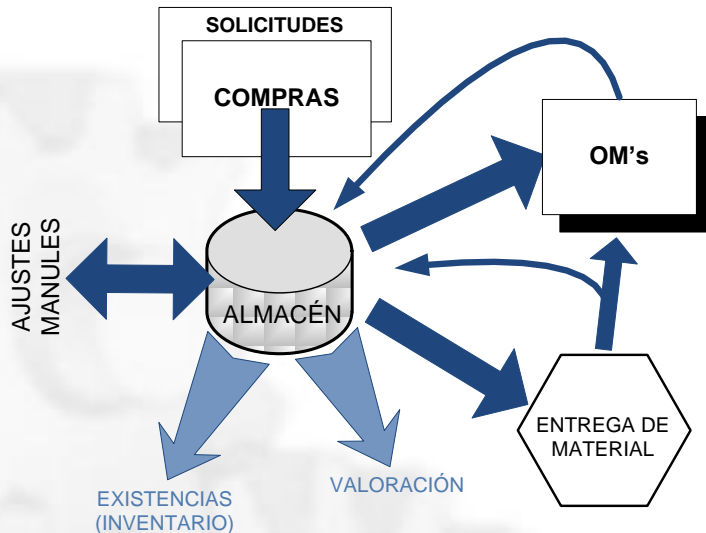 SOLICITUDES
COMPRAS
OM's
AJUSTES
MANULES
ALMACÉN
ENTREGA DE
MATERIAL
EXISTENCIAS
(INVENTARIO)
VALORACIÓN